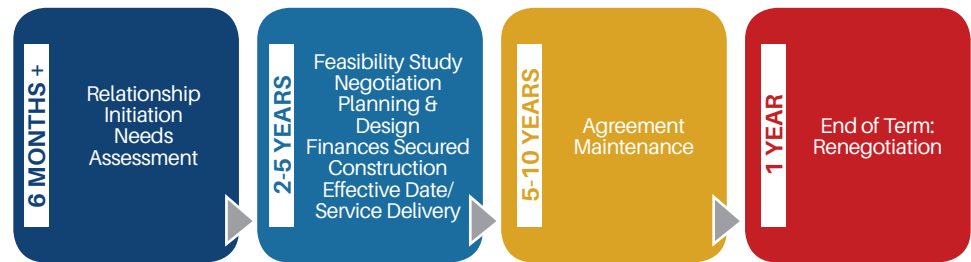 6 MONTHS +
Relationship
Initiation
Needs
Assessment
2-5 YEARS
Feasibility Study
Negotiation
Planning &
Design
Finances Secured
Construction
Effective Date/
Service Delivery
5-10 YEARS
Agreement
Maintenance
1 YEAR
End of Term:
Renegotiation